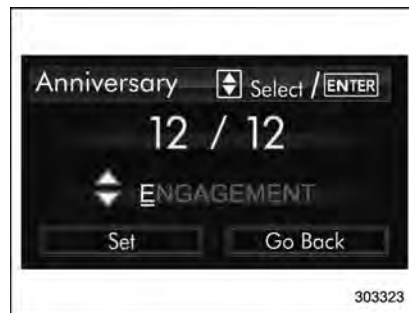 Anniversary Select / ENTER
12 / 12
ENGAGEMENT
Set Go Back
303323